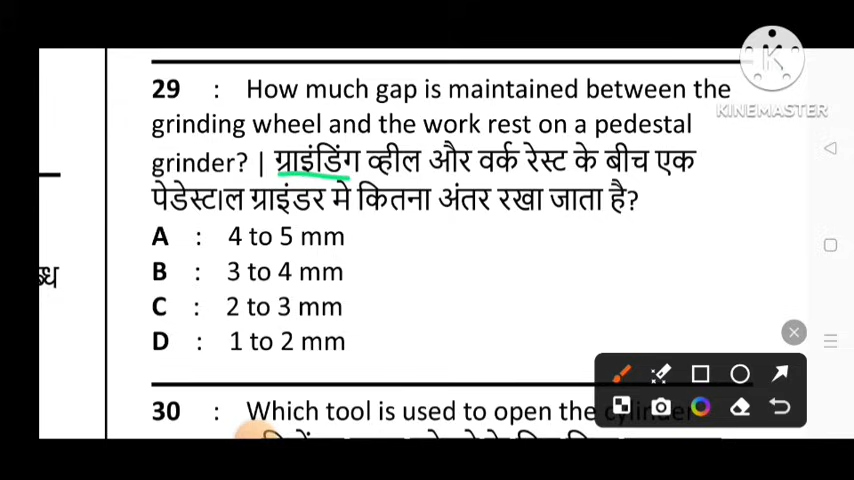 KINEMASTER
29 : How much gap is maintained between the
grinding wheel and the work rest on a pedestal
grinder? | ग्राइंडिंग व्हील और वर्क रेस्ट के बीच एक
पेडेस्ट।ल ग्राइंडर मे कितना अंतर रखा जाता है?
A : 4 to 5 mm
B : 3 to 4 mm
C : 2 to 3 mm
D : 1 to 2 mm
30 : Which tool is used to open the cylinder